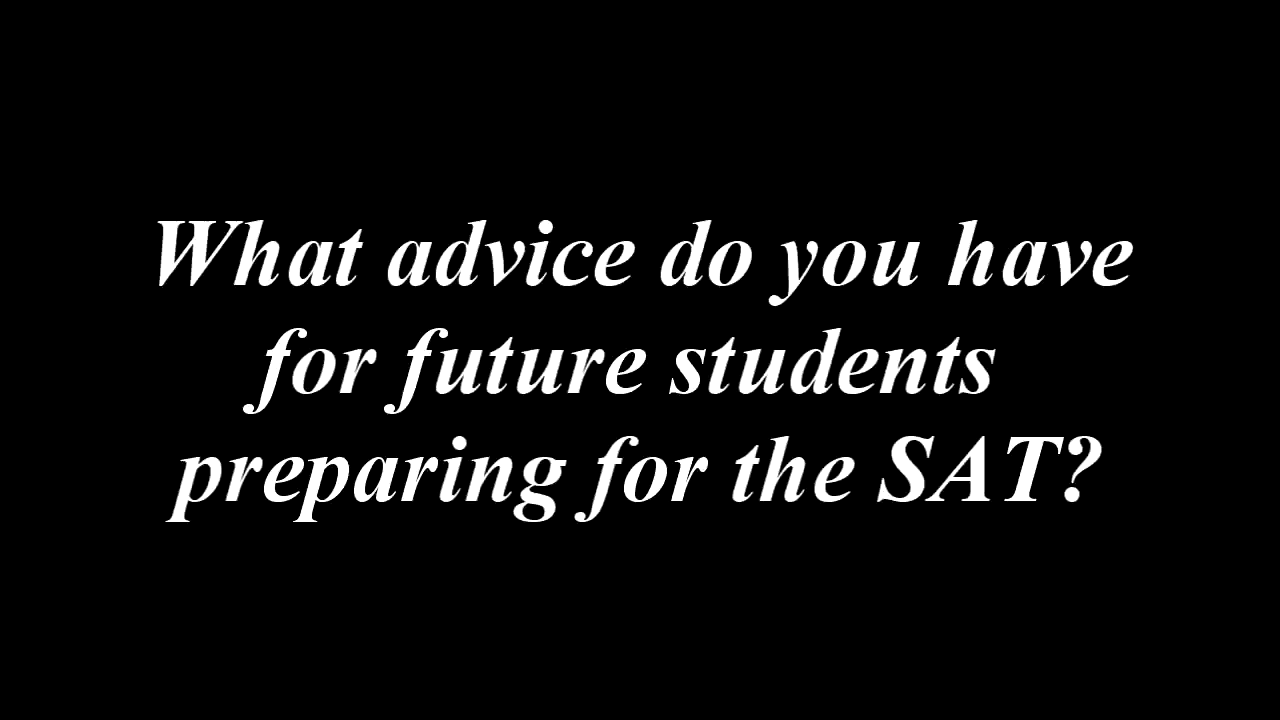 What advice do you have
for future students
preparing for the SAT?